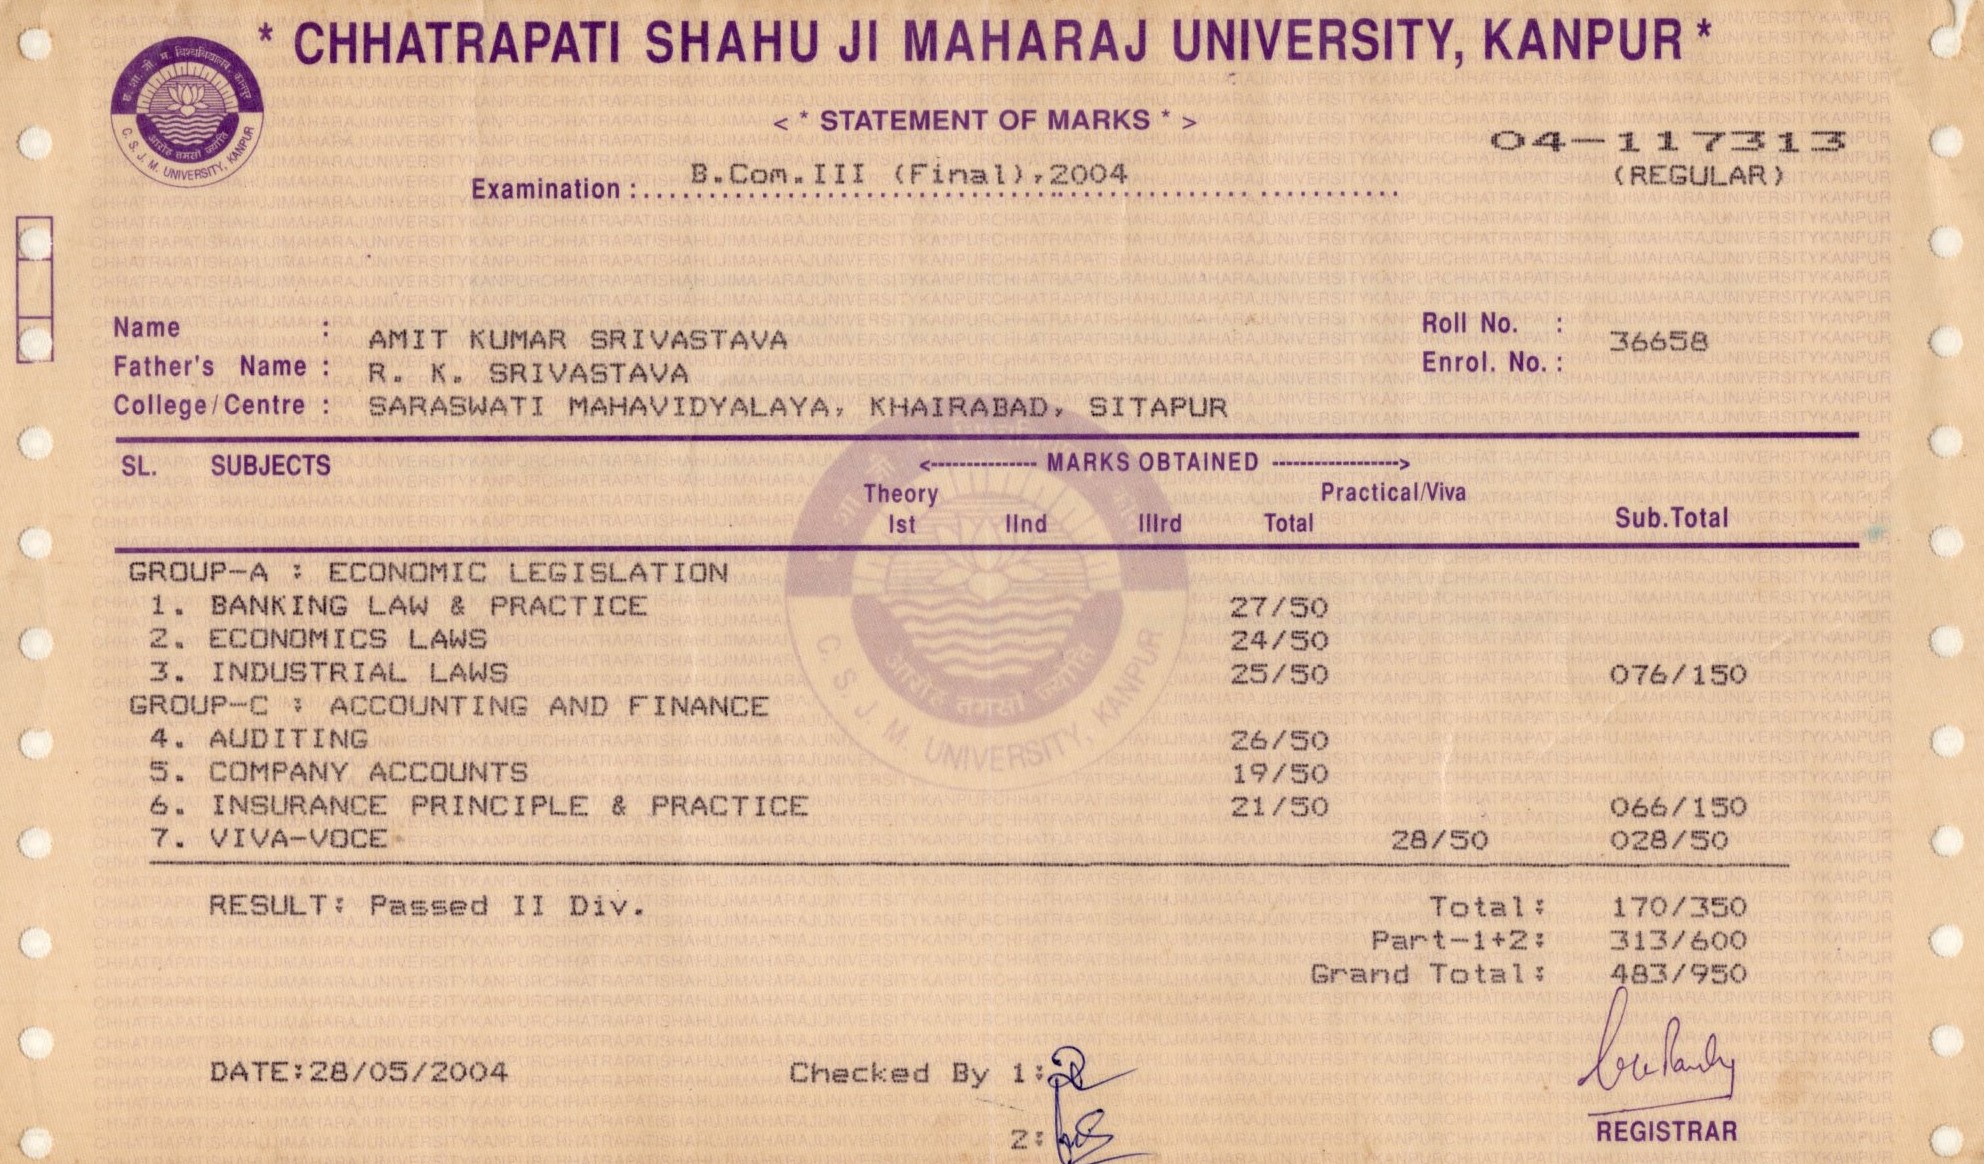 * CHHATRAPATI SHAHU JI MAHARAJ UNIVERSITY, KANPUR *
C. S. J. M. UNIVERSITY, KANPUR
आरोह तमसो ज्योतिः
< * STATEMENT OF MARKS * >
04-117313
(REGULAR)
Examination : B.Com.III (Final),2004
Name : AMIT KUMAR SRIVASTAVA Roll No. : 36658
Father's Name : R. K. SRIVASTAVA Enrol. No. :
College/Centre : SARASWATI MAHAVIDYALAYA, KHAIRABAD, SITAPUR
SL. SUBJECTS <-------------- MARKS OBTAINED ----------------->
Theory Practical/Viva
Ist IInd IIIrd Total Sub.Total
GROUP-A : ECONOMIC LEGISLATION
1. BANKING LAW & PRACTICE 27/50
2. ECONOMICS LAWS 24/50
3. INDUSTRIAL LAWS 25/50 076/150
GROUP-C : ACCOUNTING AND FINANCE
4. AUDITING 26/50
5. COMPANY ACCOUNTS 19/50
6. INSURANCE PRINCIPLE & PRACTICE 21/50 066/150
7. VIVA-VOCE 28/50 028/50
C. S. J. M. UNIVERSITY, KANPUR
RESULT: Passed II Div. Total: 170/350
Part-1+2: 313/600
Grand Total: 483/950
DATE:28/05/2004 Checked By 1:
2:
REGISTRAR